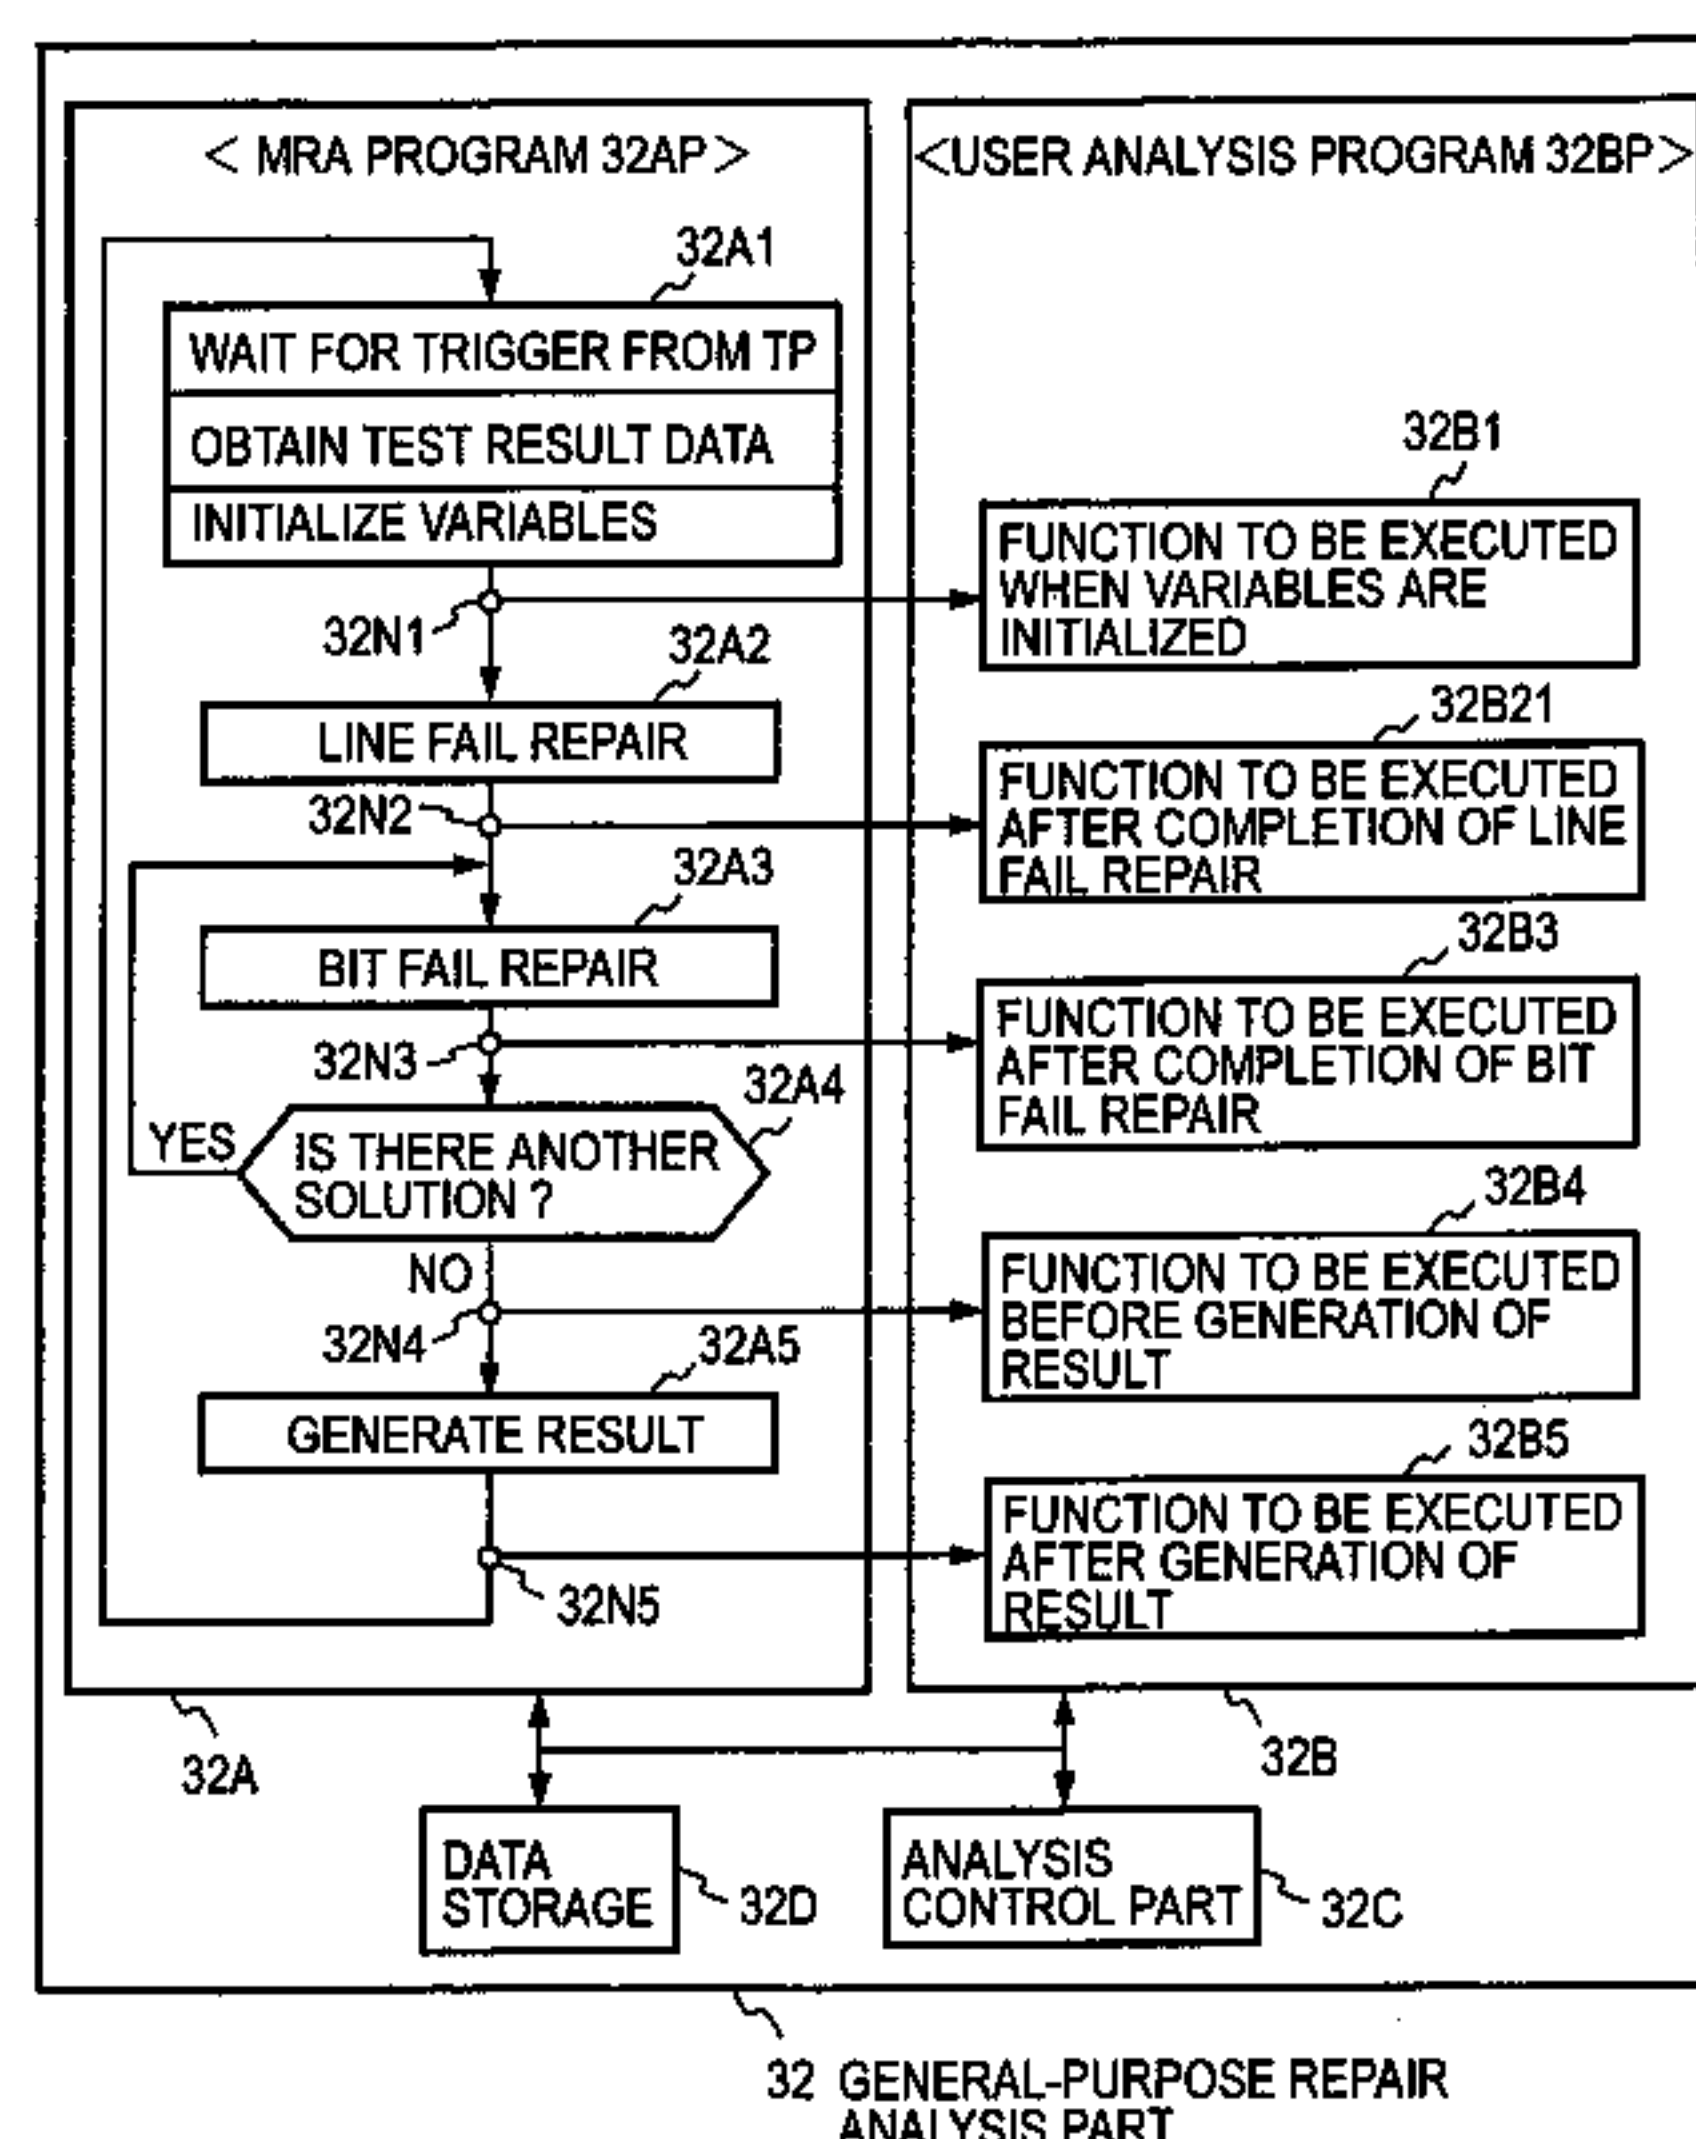 < MRA PROGRAM 32AP >
32A1
WAIT FOR TRIGGER FROM TP
OBTAIN TEST RESULT DATA
INITIALIZE VARIABLES
32N1
32A2
LINE FAIL REPAIR
32N2
32A3
BIT FAIL REPAIR
32N3
32A4
YES
IS THERE ANOTHER
SOLUTION ?
NO
32N4
32A5
GENERATE RESULT
32N5
32A
<USER ANALYSIS PROGRAM 32BP>
32B1
FUNCTION TO BE EXECUTED
WHEN VARIABLES ARE
INITIALIZED
32B21
FUNCTION TO BE EXECUTED
AFTER COMPLETION OF LINE
FAIL REPAIR
32B3
FUNCTION TO BE EXECUTED
AFTER COMPLETION OF BIT
FAIL REPAIR
32B4
FUNCTION TO BE EXECUTED
BEFORE GENERATION OF
RESULT
32B5
FUNCTION TO BE EXECUTED
AFTER GENERATION OF
RESULT
32B
DATA
STORAGE
32D
ANALYSIS
CONTROL PART
32C
32 GENERAL-PURPOSE REPAIR
ANALYSIS PART